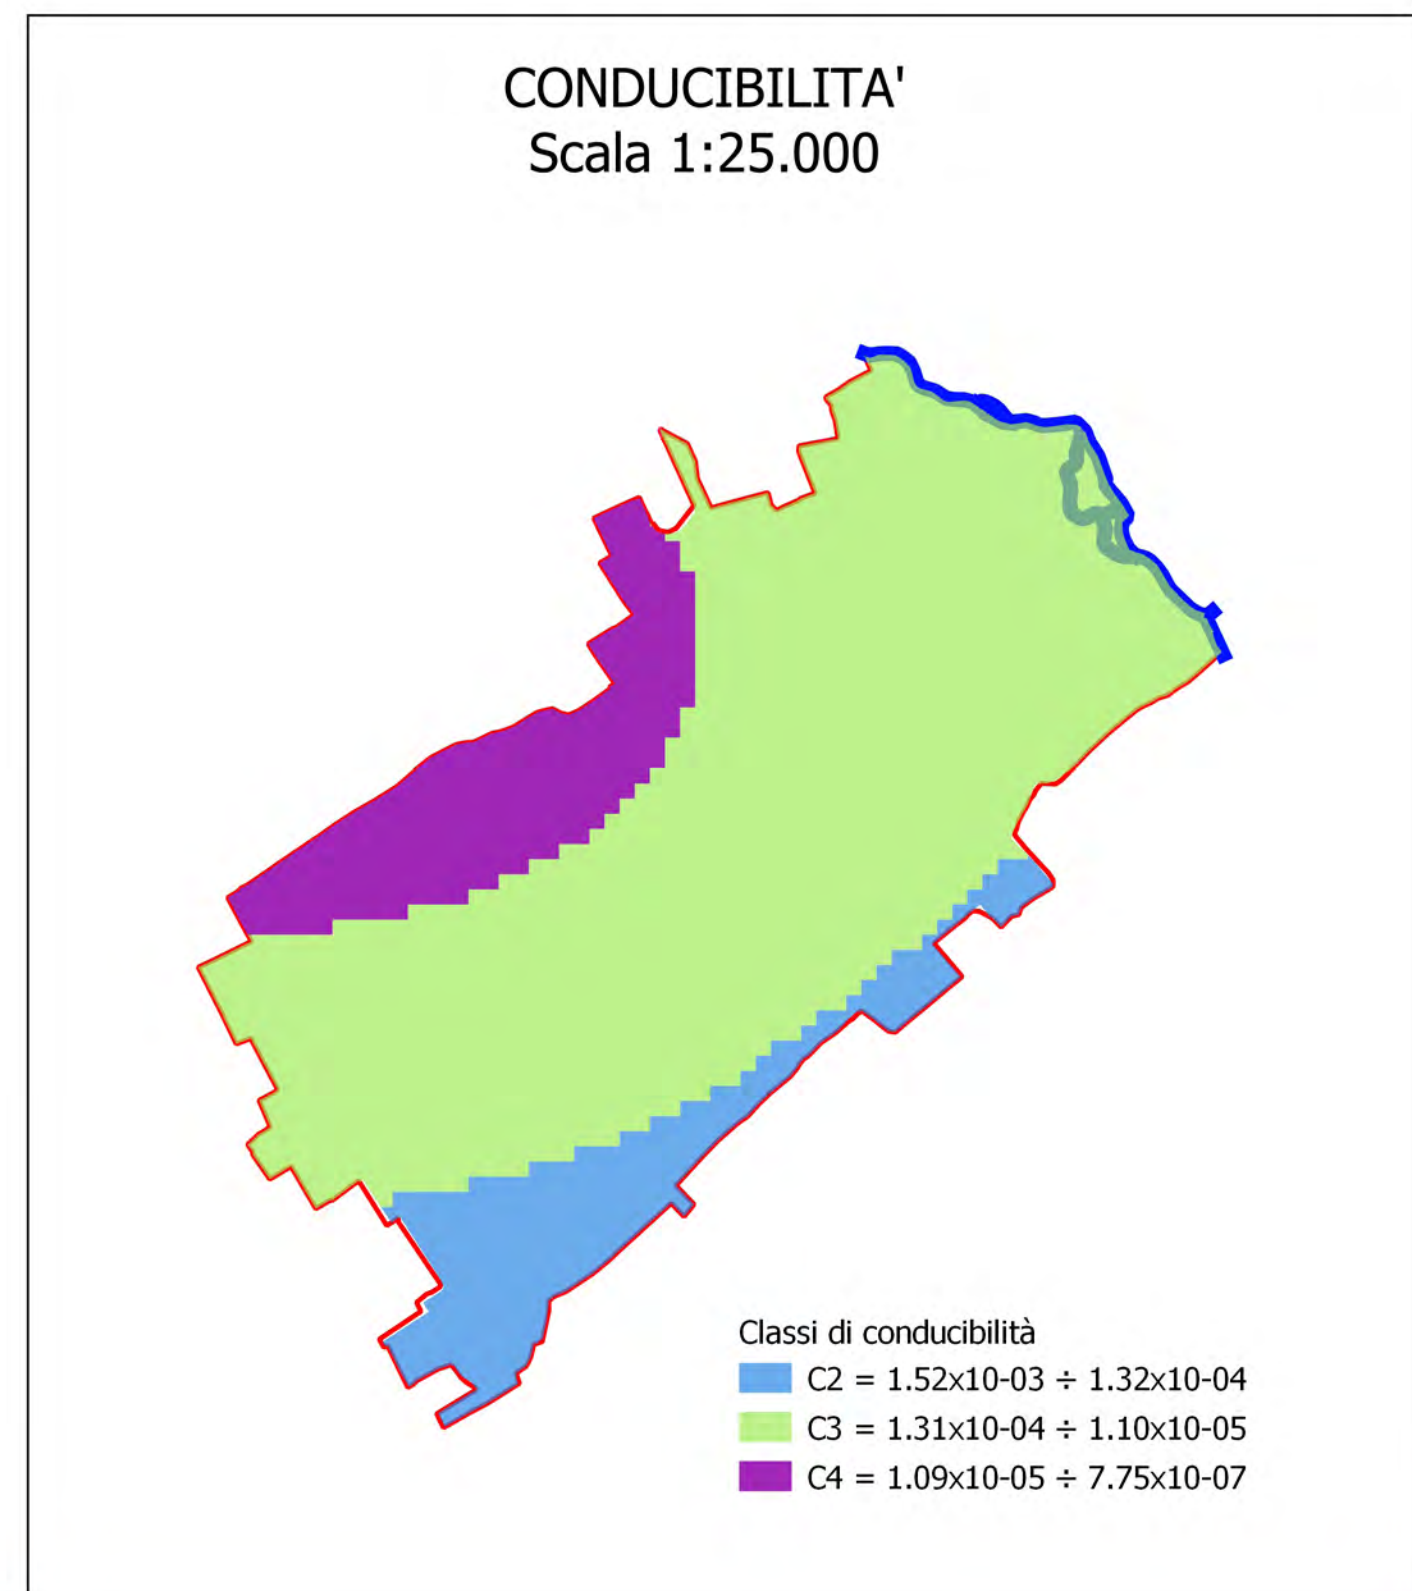 CONDUCIBILITA'
Scala 1:25.000
Classi di conducibilità
C2 = 1.52x10-03 ÷ 1.32x10-04
C3 = 1.31x10-04 ÷ 1.10x10-05
C4 = 1.09x10-05 ÷ 7.75x10-07